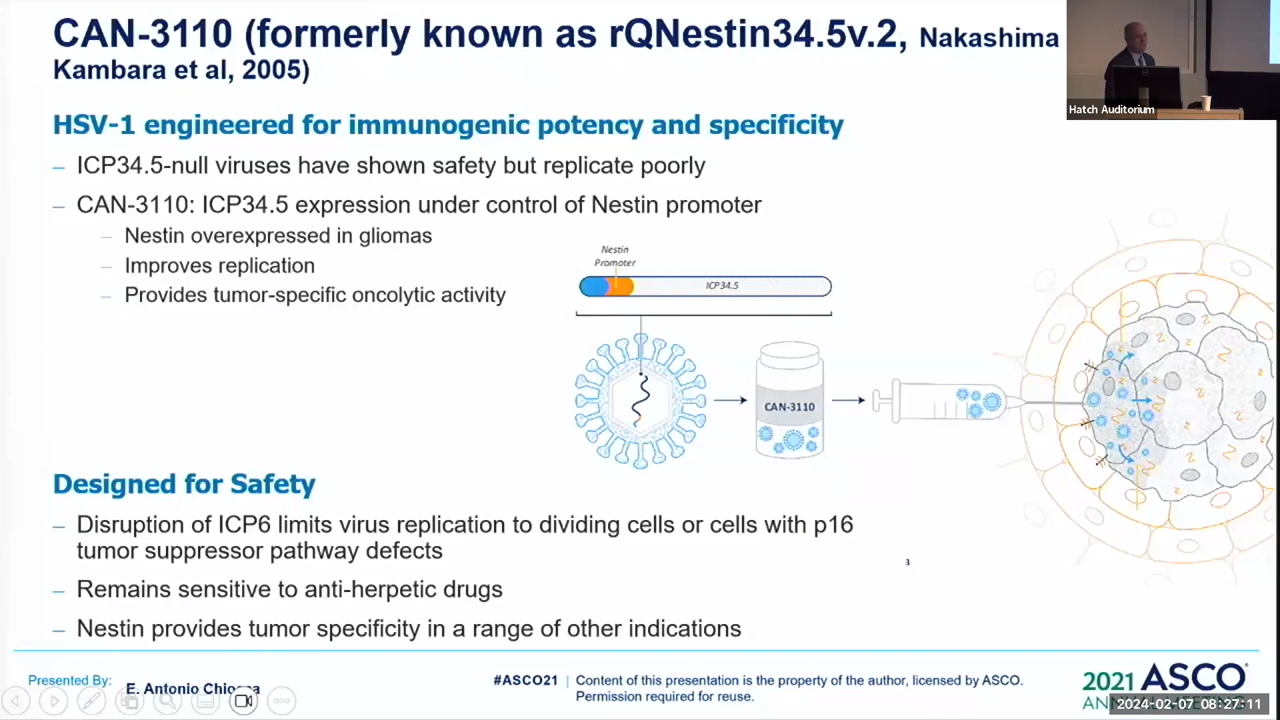 CAN-3110 (formerly known as rQNestin34.5v.2, Nakashima
Kambara et al, 2005)
Hatch Auditorium
HSV-1 engineered for immunogenic potency and specificity
– ICP34.5-null viruses have shown safety but replicate poorly
– CAN-3110: ICP34.5 expression under control of Nestin promoter
– Nestin overexpressed in gliomas
– Improves replication
– Provides tumor-specific oncolytic activity
Nestin
Promoter
ICP34.5
CAN-3110
Designed for Safety
– Disruption of ICP6 limits virus replication to dividing cells or cells with p16
tumor suppressor pathway defects
– Remains sensitive to anti-herpetic drugs
– Nestin provides tumor specificity in a range of other indications
3
Presented By:
E. Antonio Chiocca
#ASCO21
Content of this presentation is the property of the author, licensed by ASCO.
Permission required for reuse.
2021 ASCO
2024-02-07 08:27:11